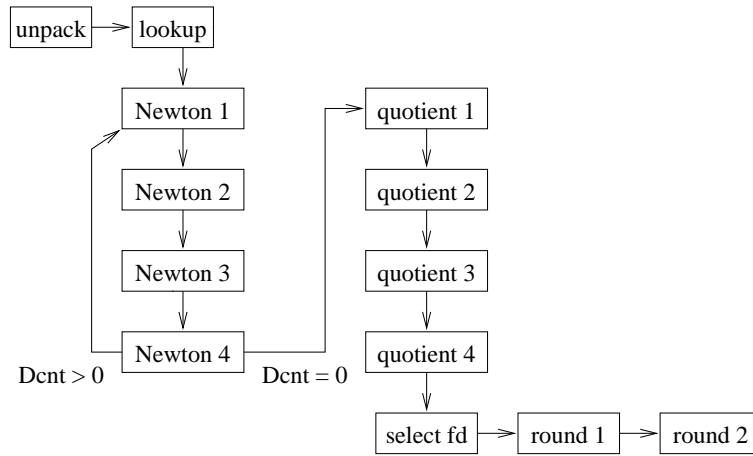 unpack
lookup
Newton 1
Newton 2
Newton 3
Newton 4
Dcnt > 0
Dcnt = 0
quotient 1
quotient 2
quotient 3
quotient 4
select fd
round 1
round 2